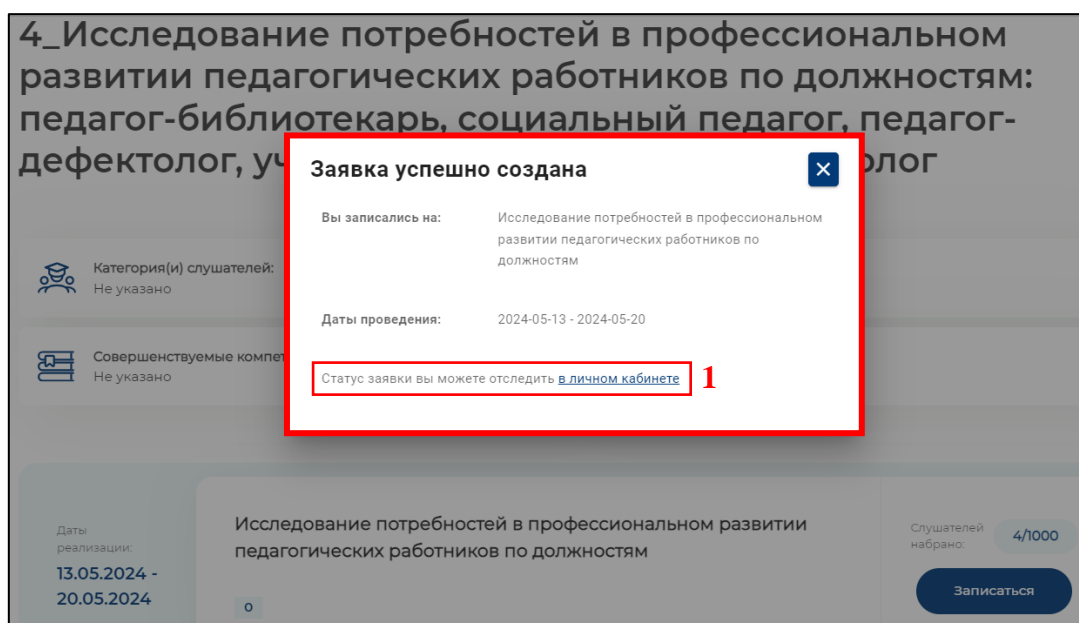 4_Исследование потребностей в профессиональном
развитии педагогических работников по должностям:
педагог-библиотекарь, социальный педагог, педагог-
дефектолог,
Заявка успешно создана
Вы записались на: Исследование потребностей в профессиональном
развитии педагогических работников по
должностям
Даты проведения: 2024-05-13 - 2024-05-20
Статус заявки вы можете отследить в личном кабинете 1
Категория(и) слушателей:
Не указано
Совершенствуемые
Не указано
Даты
реализации:
13.05.2024 -
20.05.2024
Исследование потребностей в профессиональном развитии
педагогических работников по должностям
0
Слушателей
набрано:
4/1000
Записаться